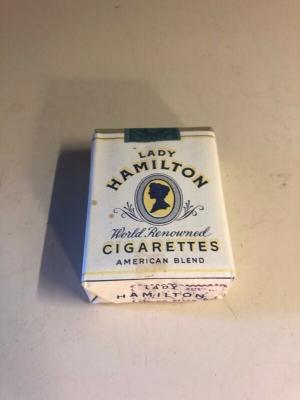 LADY
HAMILTON
World Renowned
CIGARETTES
AMERICAN BLEND
LADY
HAMILTON